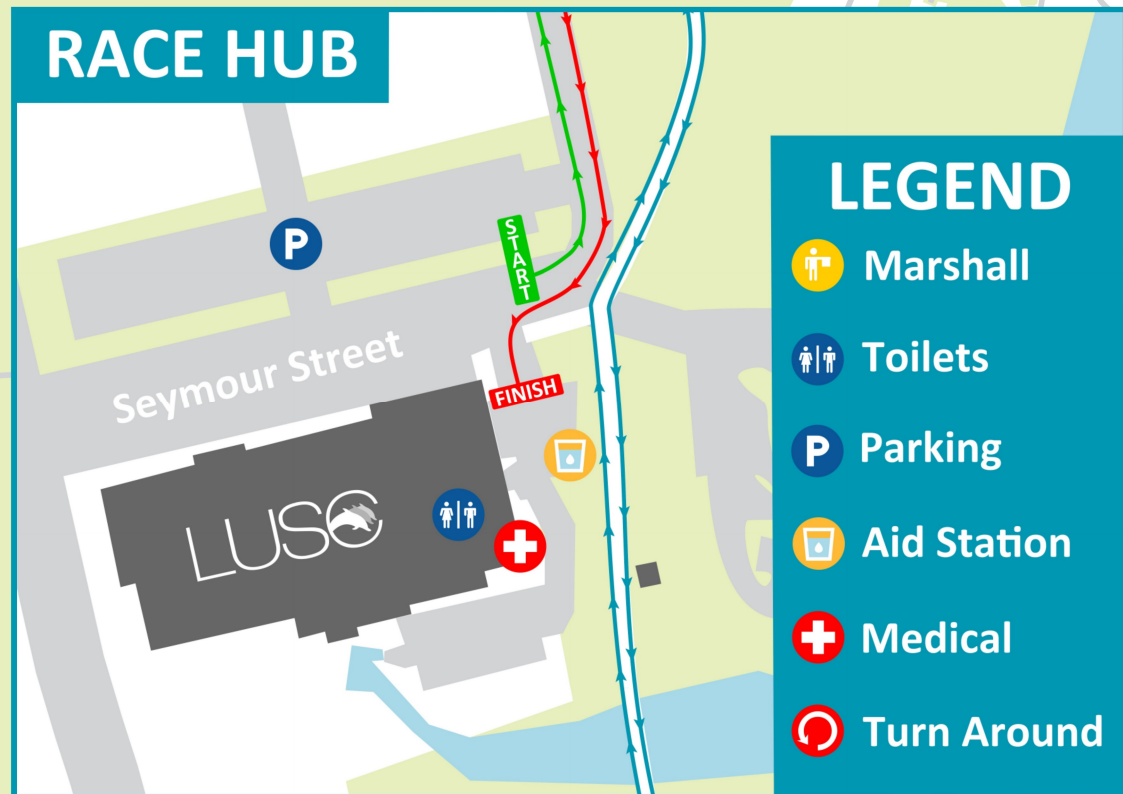 RACE HUB
START
P
Seymour Street
FINISH
LUSC
LEGEND
Marshall
Toilets
P
Parking
Aid Station
Medical
Turn Around